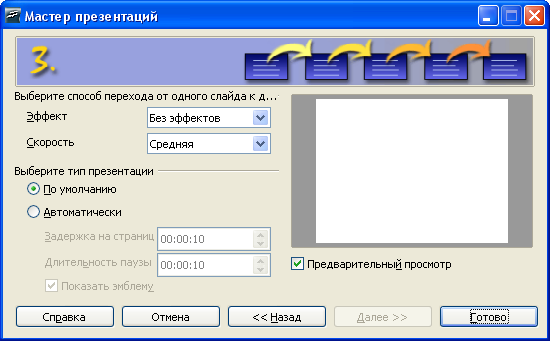 Мастер презентаций
3.
Выберите способ перехода от одного слайда к д...
Эффект
Без эффектов
Скорость
Средняя
Выберите тип презентации
По умолчанию
Автоматически
Задержка на страниц
00:00:10
Длительность паузы
00:00:10
Показать эмблему
Предварительный просмотр
Справка
Отмена
<< Назад
Далее >>
Готово